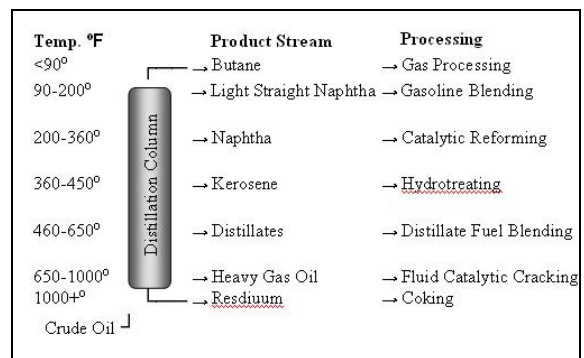 Temp. ºF Product Stream Processing
<90º → Butane → Gas Processing
90-200º → Light Straight Naphtha → Gasoline Blending
200-360º → Naphtha → Catalytic Reforming
360-450º → Kerosene → Hydrotreating
460-650º → Distillates → Distillate Fuel Blending
650-1000º → Heavy Gas Oil → Fluid Catalytic Cracking
1000+º → Resdiuum → Coking
Distillation Column
Crude Oil